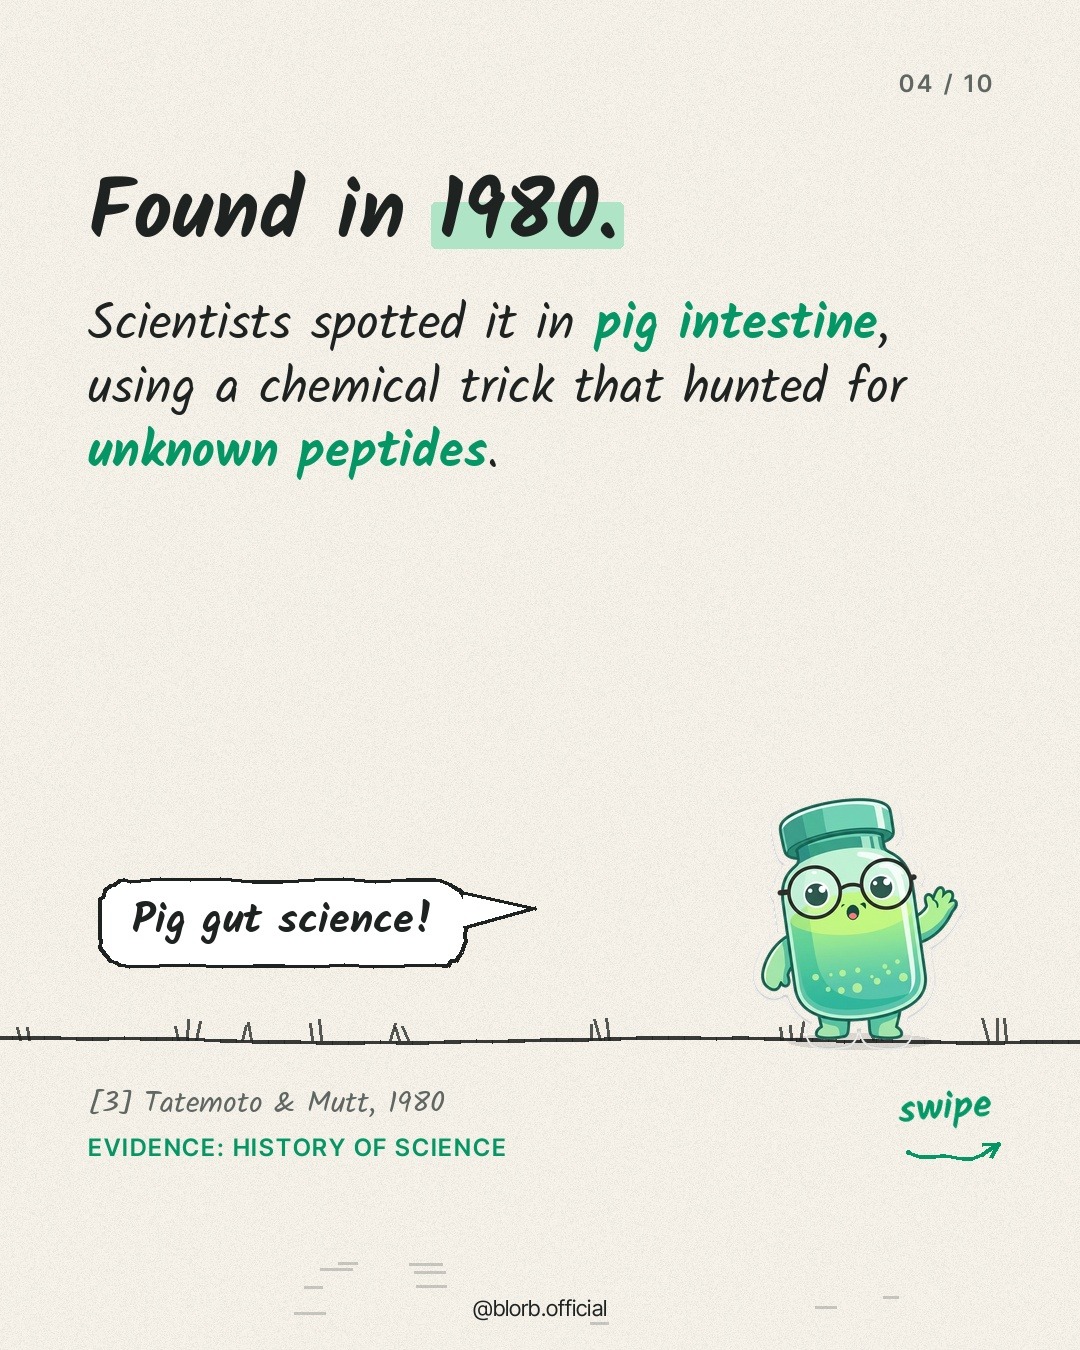 04 / 10
Found in 1980.
Scientists spotted it in pig intestine,
using a chemical trick that hunted for
unknown peptides.
Pig gut science!
[3] Tatemoto & Mutt, 1980
EVIDENCE: HISTORY OF SCIENCE
swipe
@blorb.official